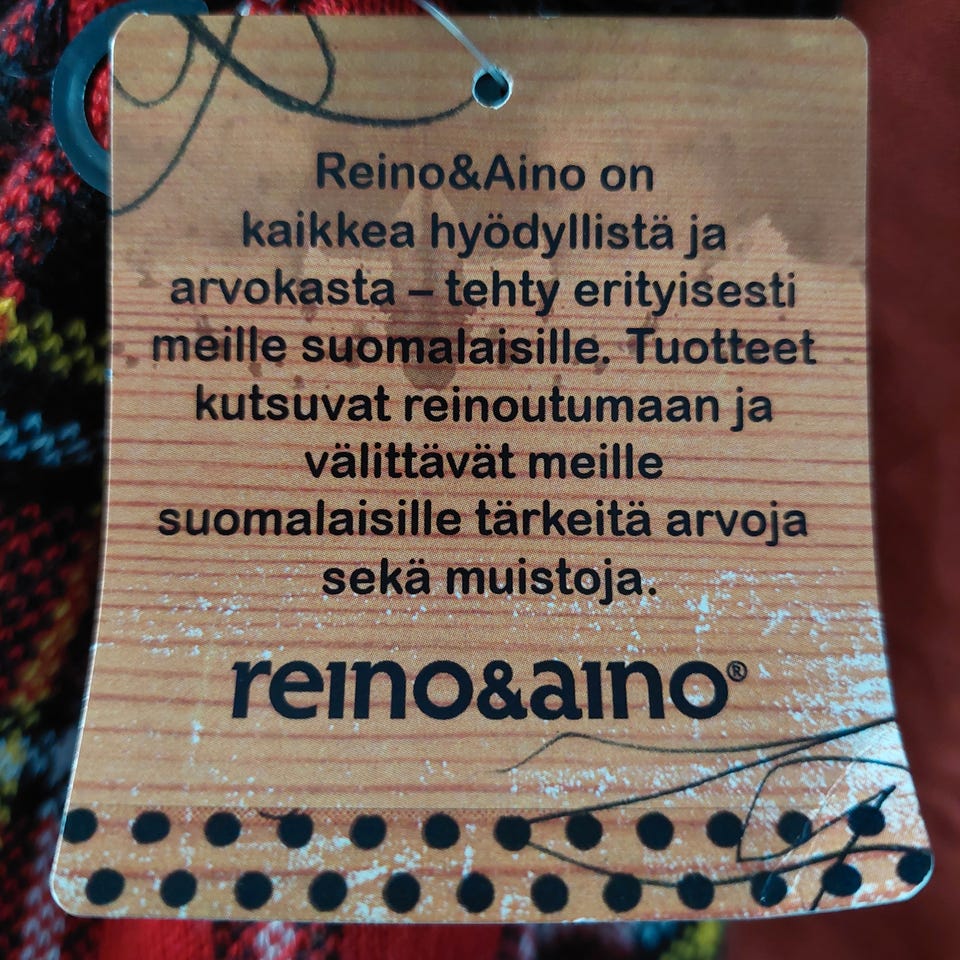 Reino&Aino on
kaikkea hyödyllistä ja
arvokasta – tehty erityisesti
meille suomalaisille. Tuotteet
kutsuvat reinoutumaan ja
välittävät meille
suomalaisille tärkeitä arvoja
sekä muistoja.
reino&aino®